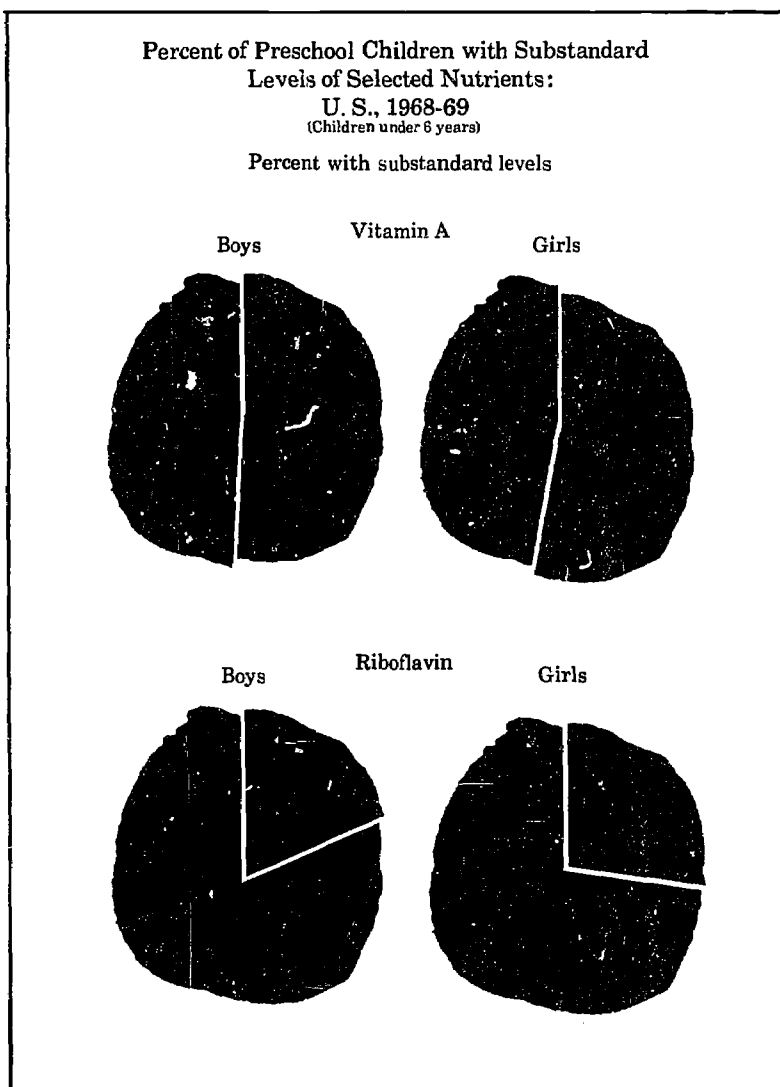 Percent of Preschool Children with Substandard
Levels of Selected Nutrients:
U. S., 1968-69
(Children under 6 years)
Percent with substandard levels
Vitamin A
Boys
Girls
Riboflavin
Boys
Girls